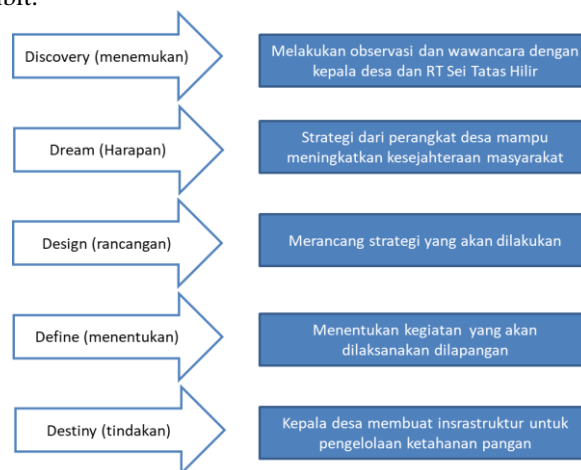 Discovery (menemukan)
Melakukan observasi dan wawancara dengan
kepala desa dan RT Sei Tatas Hilir
Dream (Harapan)
Strategi dari perangkat desa mampu
meningkatkan kesejahteraan masyarakat
Design (rancangan)
Merancang strategi yang akan dilakukan
Define (menentukan)
Menentukan kegiatan yang akan
dilaksanakan dilapangan
Destiny (tindakan)
Kepala desa membuat insrastruktur untuk
pengelolaan ketahanan pangan